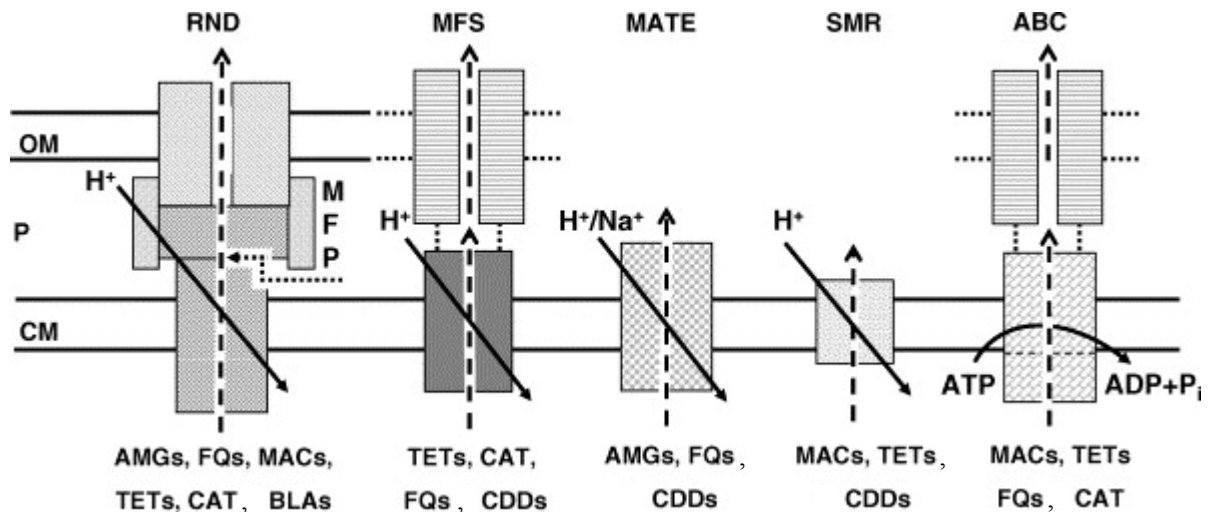 RND MFS MATE SMR ABC
OM
H⁺ M
F
P
P H⁺ H⁺/Na⁺ H⁺
CM
ATP ADP+Pᵢ
AMGs, FQs, MACs, TETs, CAT, MACs, TETs, MACs, TETs
AMGs, FQs,
TETs, CAT, BLAs FQs, CDDs CDDs CDDs FQs, CAT